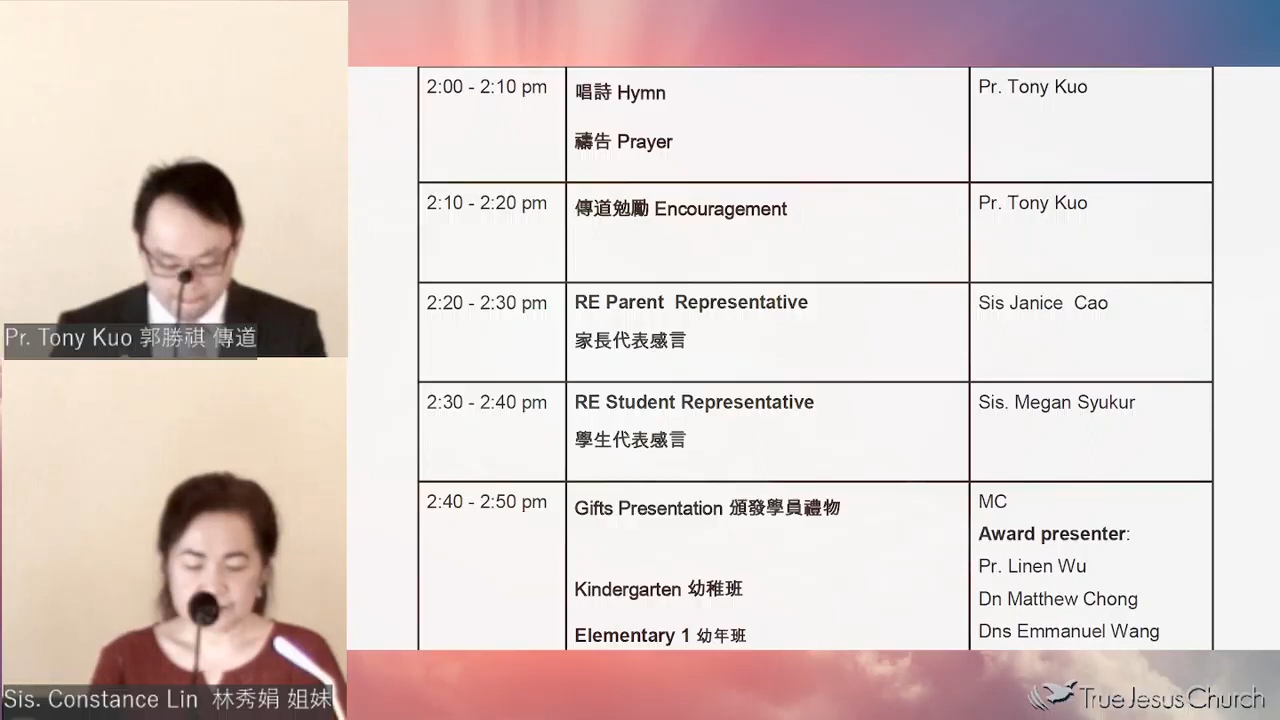 2:00 - 2:10 pm
唱詩 Hymn
禱告 Prayer
Pr. Tony Kuo
2:10 - 2:20 pm
傳道勉勵 Encouragement
Pr. Tony Kuo
2:20 - 2:30 pm
RE Parent Representative
家長代表感言
Sis Janice Cao
2:30 - 2:40 pm
RE Student Representative
學生代表感言
Sis. Megan Syukur
2:40 - 2:50 pm
Gifts Presentation 頒發學員禮物
Kindergarten 幼稚班
Elementary 1 幼年班
MC
Award presenter:
Pr. Linen Wu
Dn Matthew Chong
Dns Emmanuel Wang
Pr. Tony Kuo 郭勝祺 傳道
Sis. Constance Lin 林秀娟 姐妹
True Jesus Church